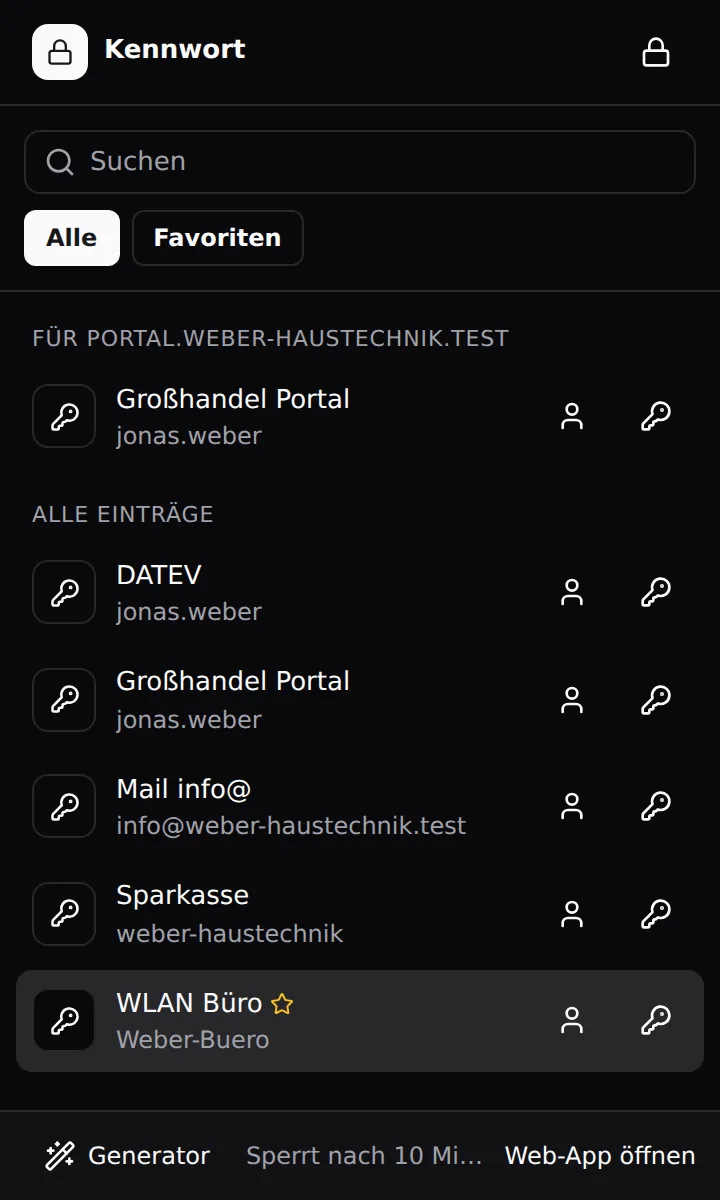 Kennwort
Suchen
Alle
Favoriten
FÜR PORTAL.WEBER-HAUSTECHNIK.TEST
Großhandel Portal
jonas.weber
ALLE EINTRÄGE
DATEV
jonas.weber
Großhandel Portal
jonas.weber
Mail info@
info@weber-haustechnik.test
Sparkasse
weber-haustechnik
WLAN Büro
Weber-Buero
Generator
Sperrt nach 10 Mi…
Web-App öffnen